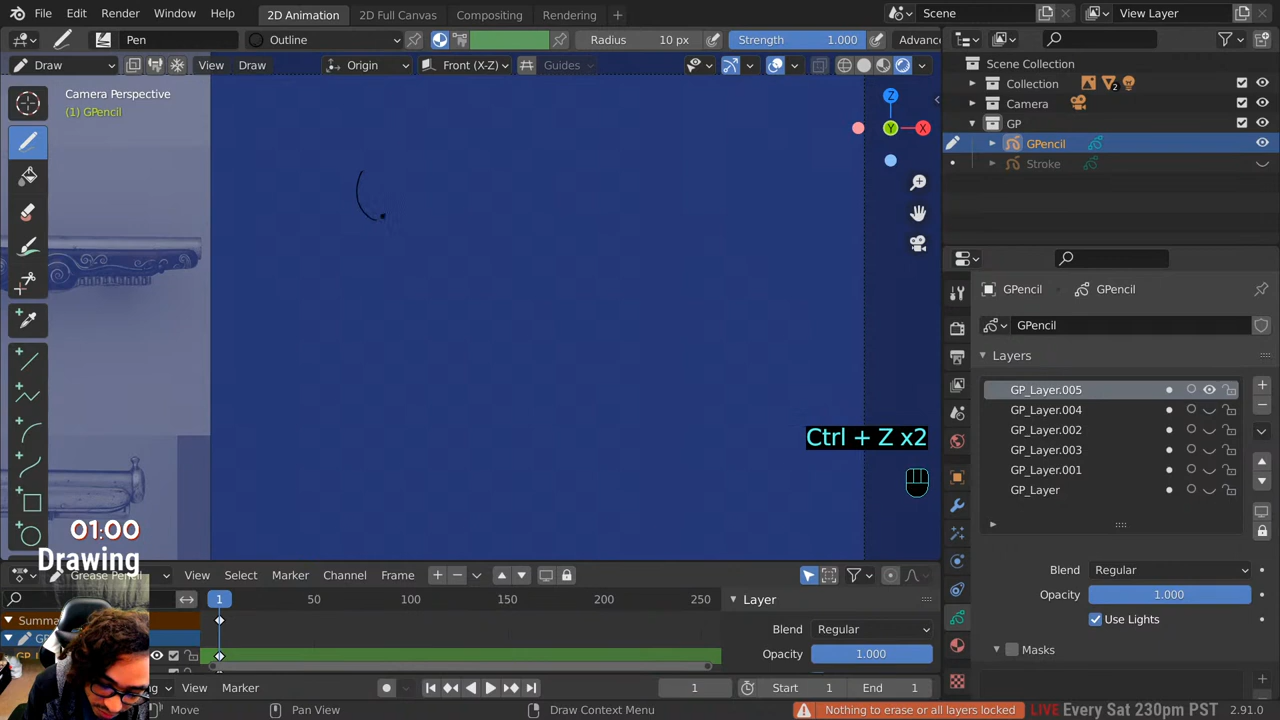 File Edit Render Window Help 2D Animation 2D Full Canvas Compositing Rendering + Scene View Layer
Pen Outline Radius 10 px Strength 1.000 Advanc
Draw View Draw Origin Front (X-Z) Guides
Camera Perspective
(1) GPencil
Z
Y
X
Scene Collection
Collection 2
Camera
GP
GPencil
Stroke
GPencil GPencil
GPencil
Layers
GP_Layer.005
GP_Layer.004
GP_Layer.002
GP_Layer.003
GP_Layer.001
GP_Layer
Blend Regular
Opacity 1.000
Use Lights
Masks
Ctrl + Z x2
01:00
Drawing
Grease Pencil View Select Marker Channel Frame
1 50 100 150 200 250
Summa
GP
GP
Layer
Blend Regular
Opacity 1.000
View Marker 1 Start 1 End 1
Move Pan View Draw Context Menu Nothing to erase or all layers locked LIVE Every Sat 230pm PST 2.91.0